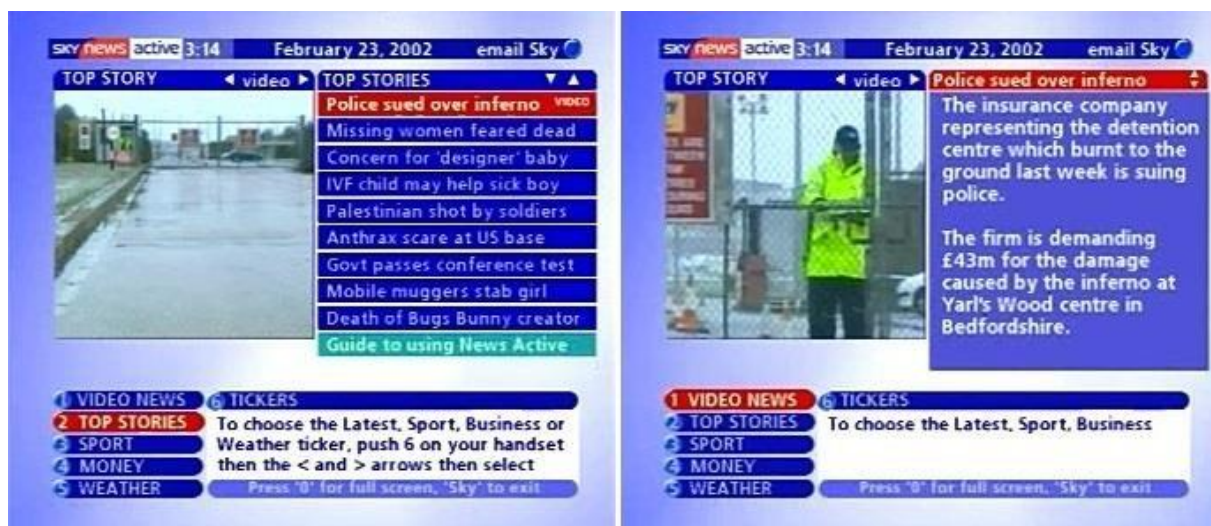 sky news active 3:14 February 23, 2002 email Sky
TOP STORY ◄ video ► TOP STORIES ▼ ▲
Police sued over inferno VIDEO
Missing women feared dead
Concern for 'designer' baby
IVF child may help sick boy
Palestinian shot by soldiers
Anthrax scare at US base
Govt passes conference test
Mobile muggers stab girl
Death of Bugs Bunny creator
Guide to using News Active
1 VIDEO NEWS
2 TOP STORIES
3 SPORT
4 MONEY
5 WEATHER
6 TICKERS
To choose the Latest, Sport, Business or
Weather ticker, push 6 on your handset
then the < and > arrows then select
Press '0' for full screen, 'Sky' to exit
sky news active 3:14 February 23, 2002 email Sky
TOP STORY ◄ video ► Police sued over inferno
The insurance company
representing the detention
centre which burnt to the
ground last week is suing
police.
The firm is demanding
£43m for the damage
caused by the inferno at
Yarl's Wood centre in
Bedfordshire.
1 VIDEO NEWS
2 TOP STORIES
3 SPORT
4 MONEY
5 WEATHER
6 TICKERS
To choose the Latest, Sport, Business
Press '0' for full screen, 'Sky' to exit